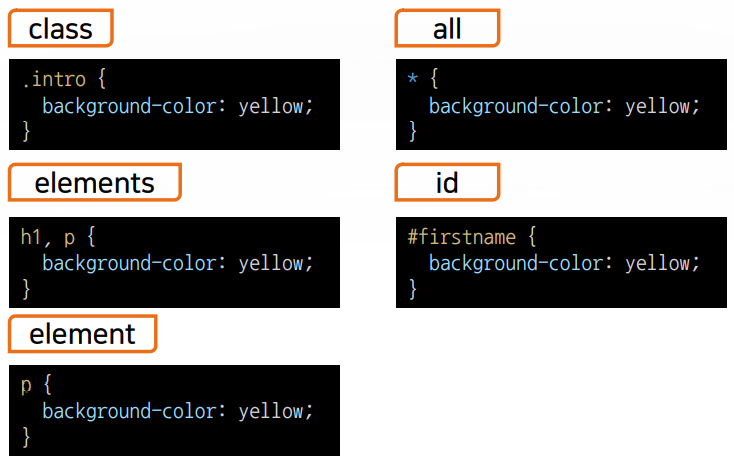 class
.intro {
  background-color: yellow;
}
all
* {
  background-color: yellow;
}
elements
h1, p {
  background-color: yellow;
}
id
#firstname {
  background-color: yellow;
}
element
p {
  background-color: yellow;
}